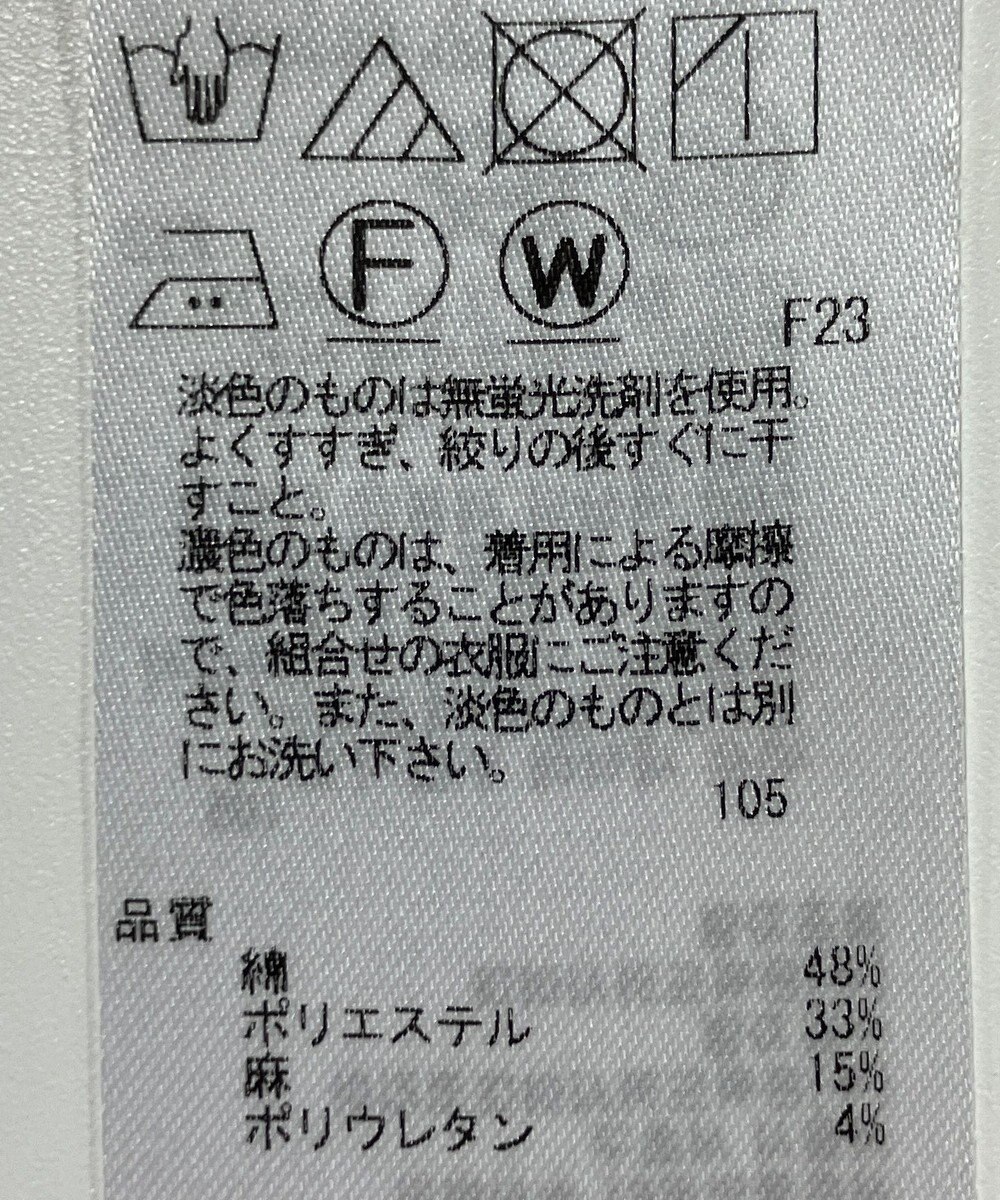 F W
F23
淡色のものは無蛍光洗剤を使用。
よくすすぎ、絞りの後すぐに干
すこと。
濃色のものは、着用による摩擦
で色落ちすることがありますの
で、組合せの衣服にご注意くだ
さい。また、淡色のものとは別
にお洗い下さい。
105
品質
綿 48%
ポリエステル 33%
麻 15%
ポリウレタン 4%